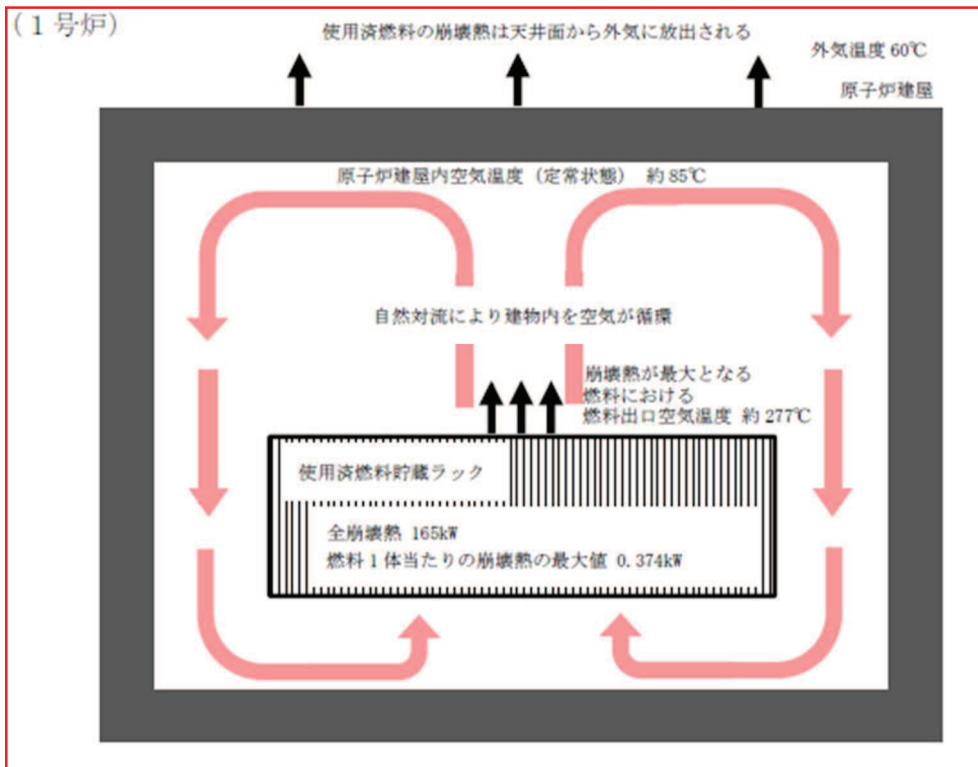 (1号炉)
使用済燃料の崩壊熱は天井面から外気に放出される
外気温度 60℃
原子炉建屋
原子炉建屋内空気温度（定常状態） 約 85℃
自然対流により建物内を空気が循環
崩壊熱が最大となる
燃料における
燃料出口空気温度 約 277℃
使用済燃料貯蔵ラック
全崩壊熱 165kW
燃料1体当たりの崩壊熱の最大値 0.374kW